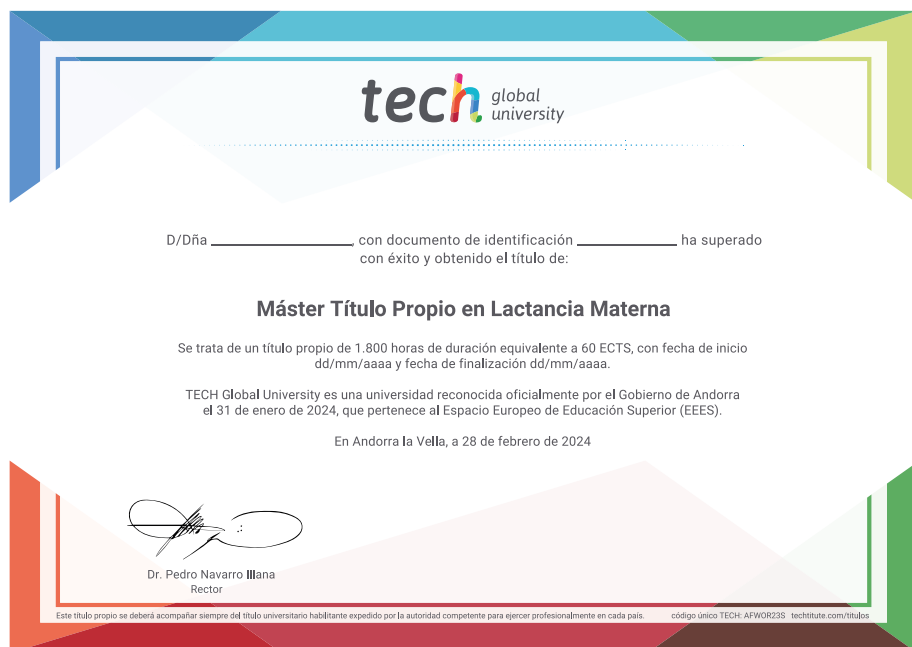 tech global
university
D/Dña ______________, con documento de identificación ____________ ha superado
con éxito y obtenido el título de:
Máster Título Propio en Lactancia Materna
Se trata de un título propio de 1.800 horas de duración equivalente a 60 ECTS, con fecha de inicio
dd/mm/aaaa y fecha de finalización dd/mm/aaaa.
TECH Global University es una universidad reconocida oficialmente por el Gobierno de Andorra
el 31 de enero de 2024, que pertenece al Espacio Europeo de Educación Superior (EEES).
En Andorra la Vella, a 28 de febrero de 2024
Dr. Pedro Navarro Illana
Rector
Este título propio se deberá acompañar siempre del título universitario habilitante expedido por la autoridad competente para ejercer profesionalmente en cada país. código único TECH: AFWOR23S techtitute.com/titulos